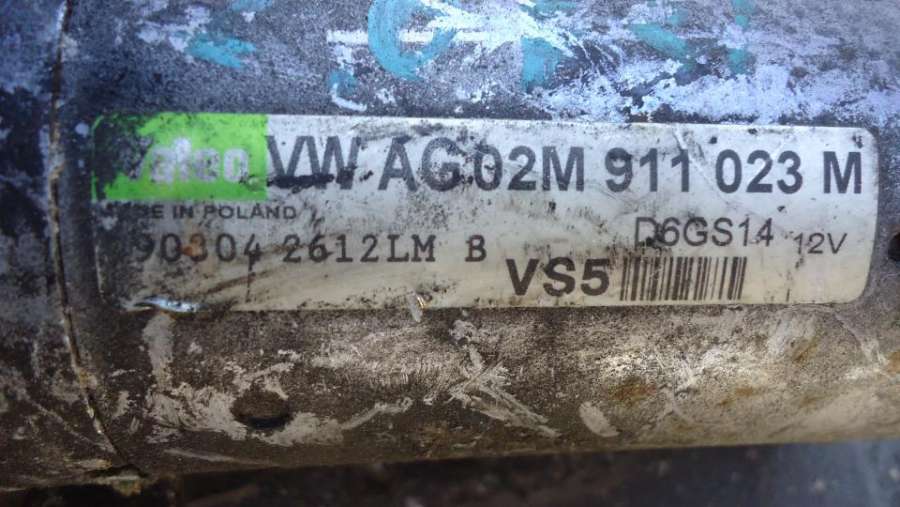 Valeo VW AG 02M 911 023 M
MADE IN POLAND
D6GS14 12V
90304 2612LM B
VS5